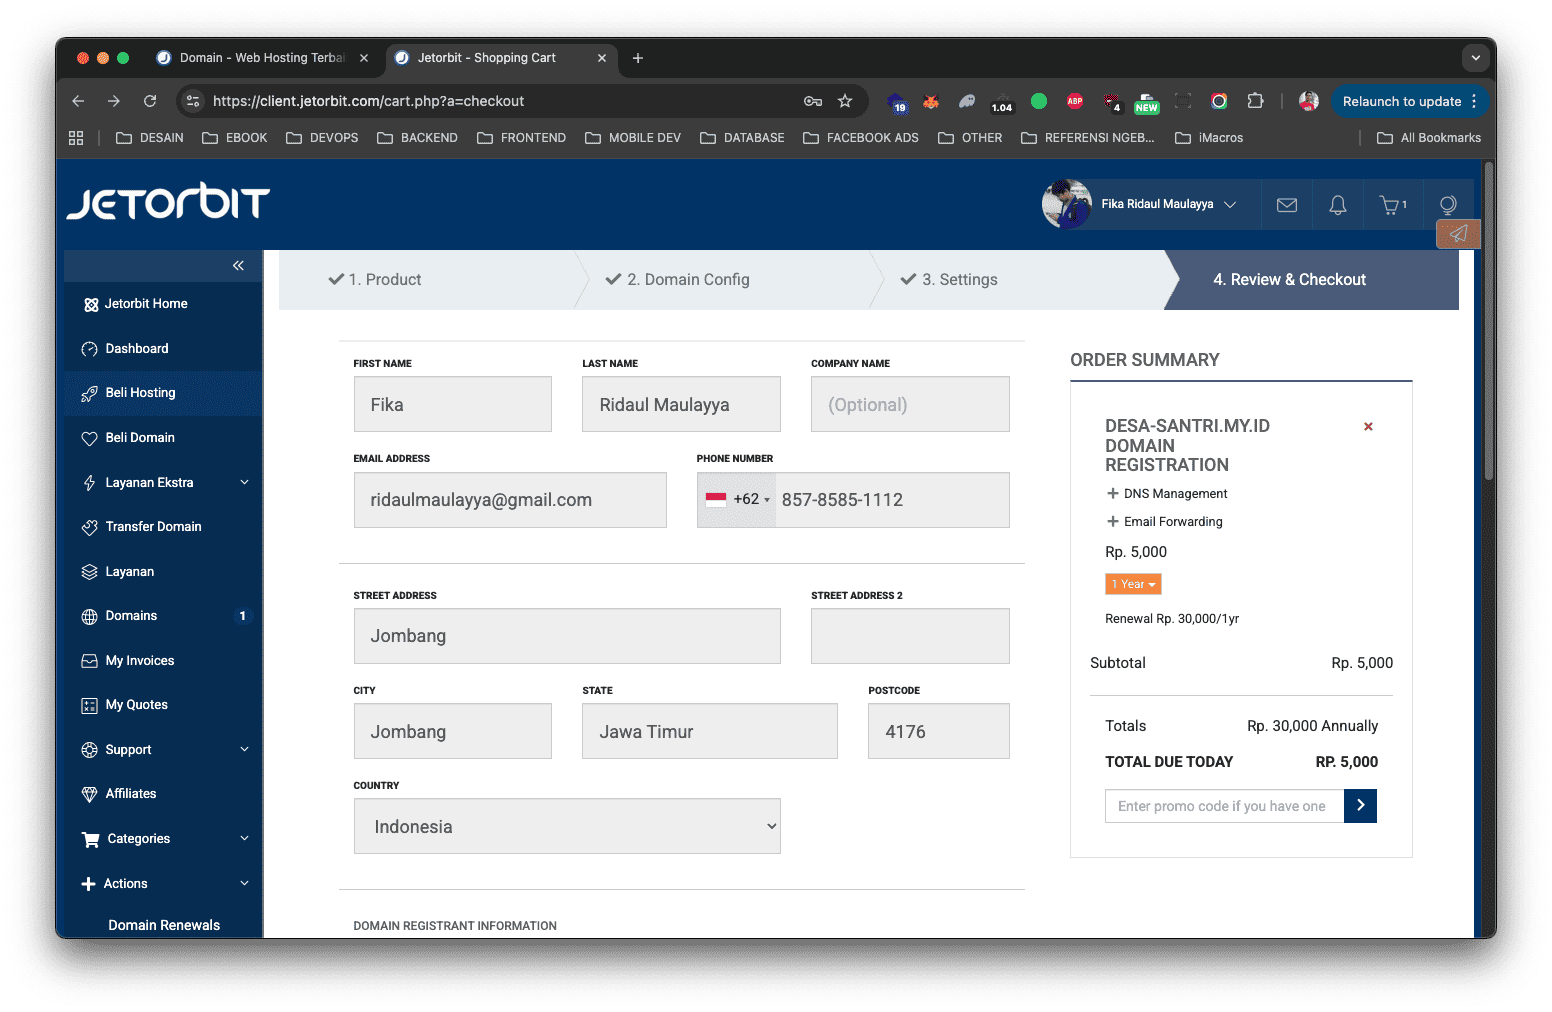 Domain - Web Hosting Terbai
Jetorbit - Shopping Cart
https://client.jetorbit.com/cart.php?a=checkout
19
1.04
ABP
4
NEW
Relaunch to update
DESAIN
EBOOK
DEVOPS
BACKEND
FRONTEND
MOBILE DEV
DATABASE
FACEBOOK ADS
OTHER
REFERENSI NGEB...
iMacros
All Bookmarks
JETORBIT
Fika Ridaul Maulayya
1
Jetorbit Home
Dashboard
Beli Hosting
Beli Domain
Layanan Ekstra
Transfer Domain
Layanan
Domains 1
My Invoices
My Quotes
Support
Affiliates
Categories
Actions
Domain Renewals
1. Product
2. Domain Config
3. Settings
4. Review & Checkout
FIRST NAME
Fika
LAST NAME
Ridaul Maulayya
COMPANY NAME
(Optional)
EMAIL ADDRESS
ridaulmaulayya@gmail.com
PHONE NUMBER
+62 857-8585-1112
STREET ADDRESS
Jombang
STREET ADDRESS 2
CITY
Jombang
STATE
Jawa Timur
POSTCODE
4176
COUNTRY
Indonesia
DOMAIN REGISTRANT INFORMATION
ORDER SUMMARY
DESA-SANTRI.MY.ID
DOMAIN
REGISTRATION
DNS Management
Email Forwarding
Rp. 5,000
1 Year
Renewal Rp. 30,000/1yr
Subtotal Rp. 5,000
Totals Rp. 30,000 Annually
TOTAL DUE TODAY RP. 5,000
Enter promo code if you have one